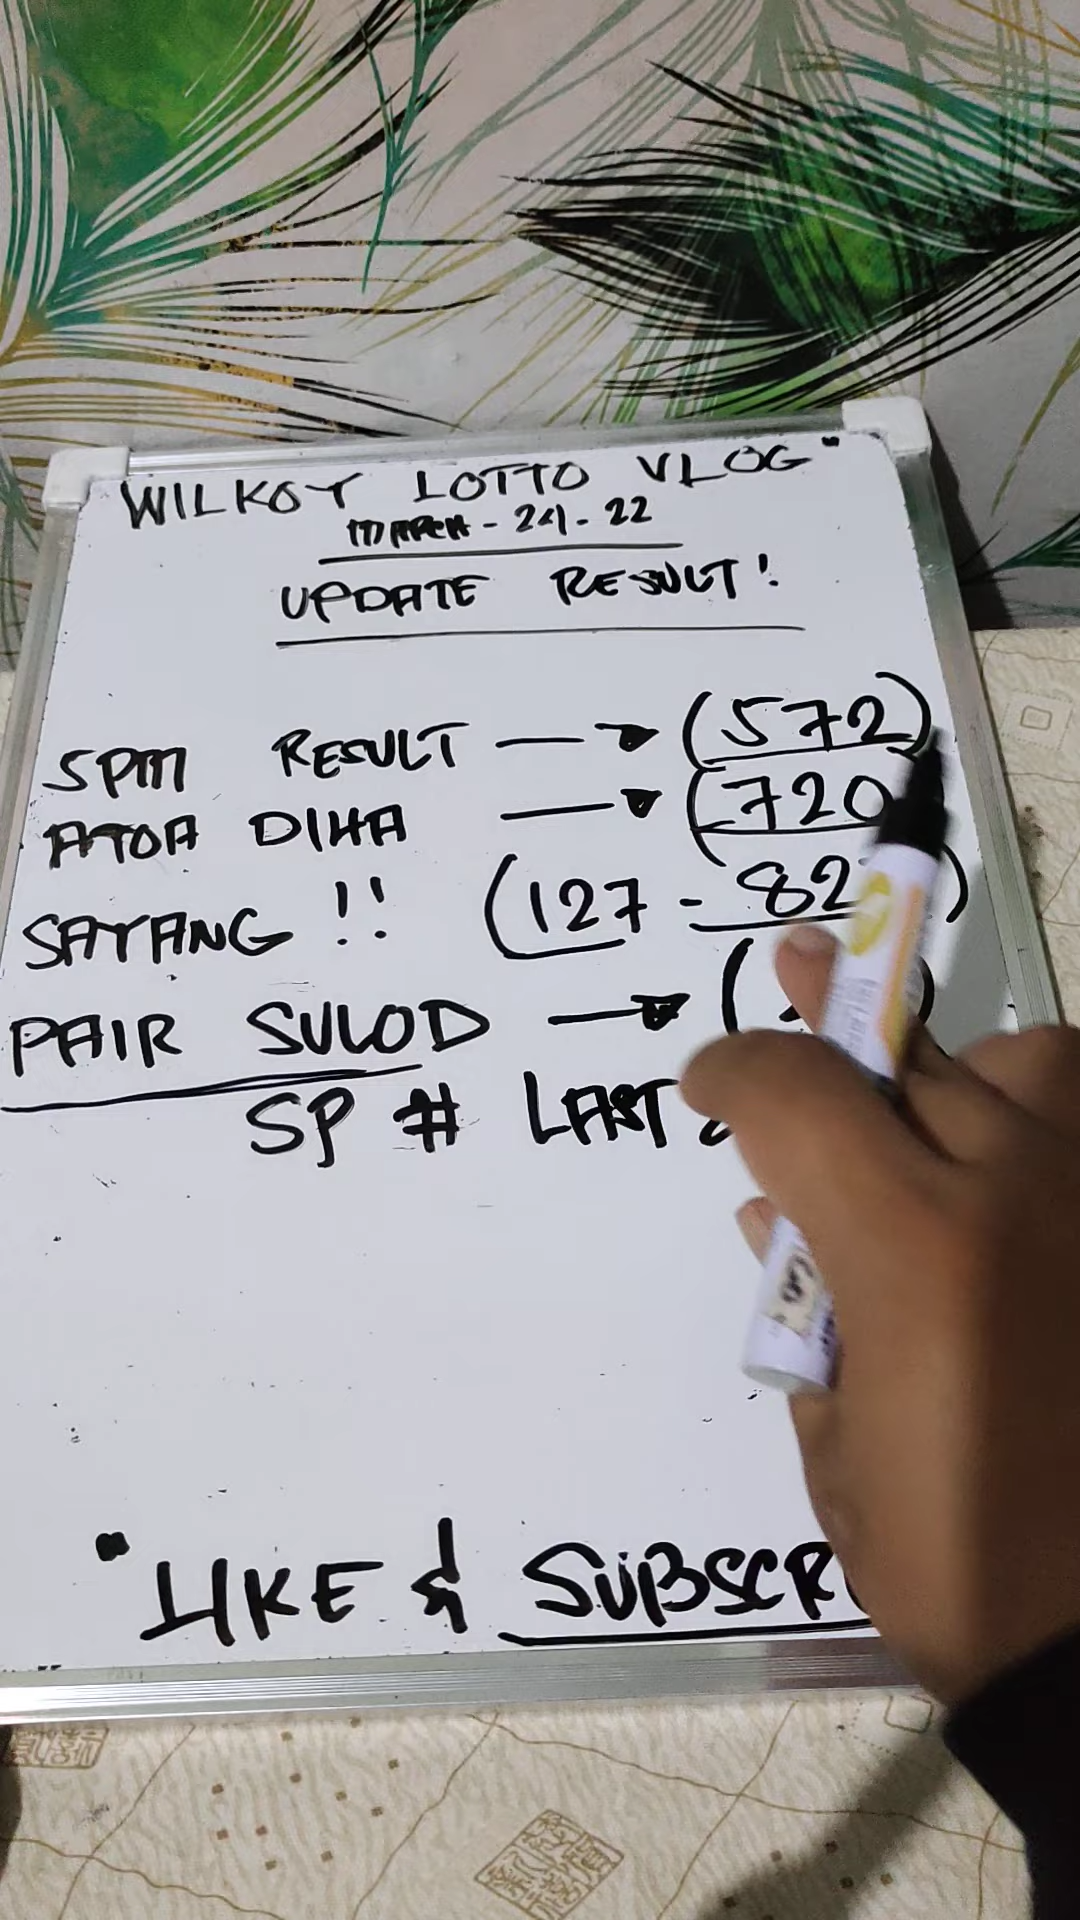 WILKOY LOTTO VLOG"
MARCH - 24 - 22
UPDATE RESULT!
5PM RESULT → (572)
ATOA DIHA → (720
SAYANG !! (127 - 82 )
PAIR SULOD → (
SP # LAST
"LIKE & SUBSCR